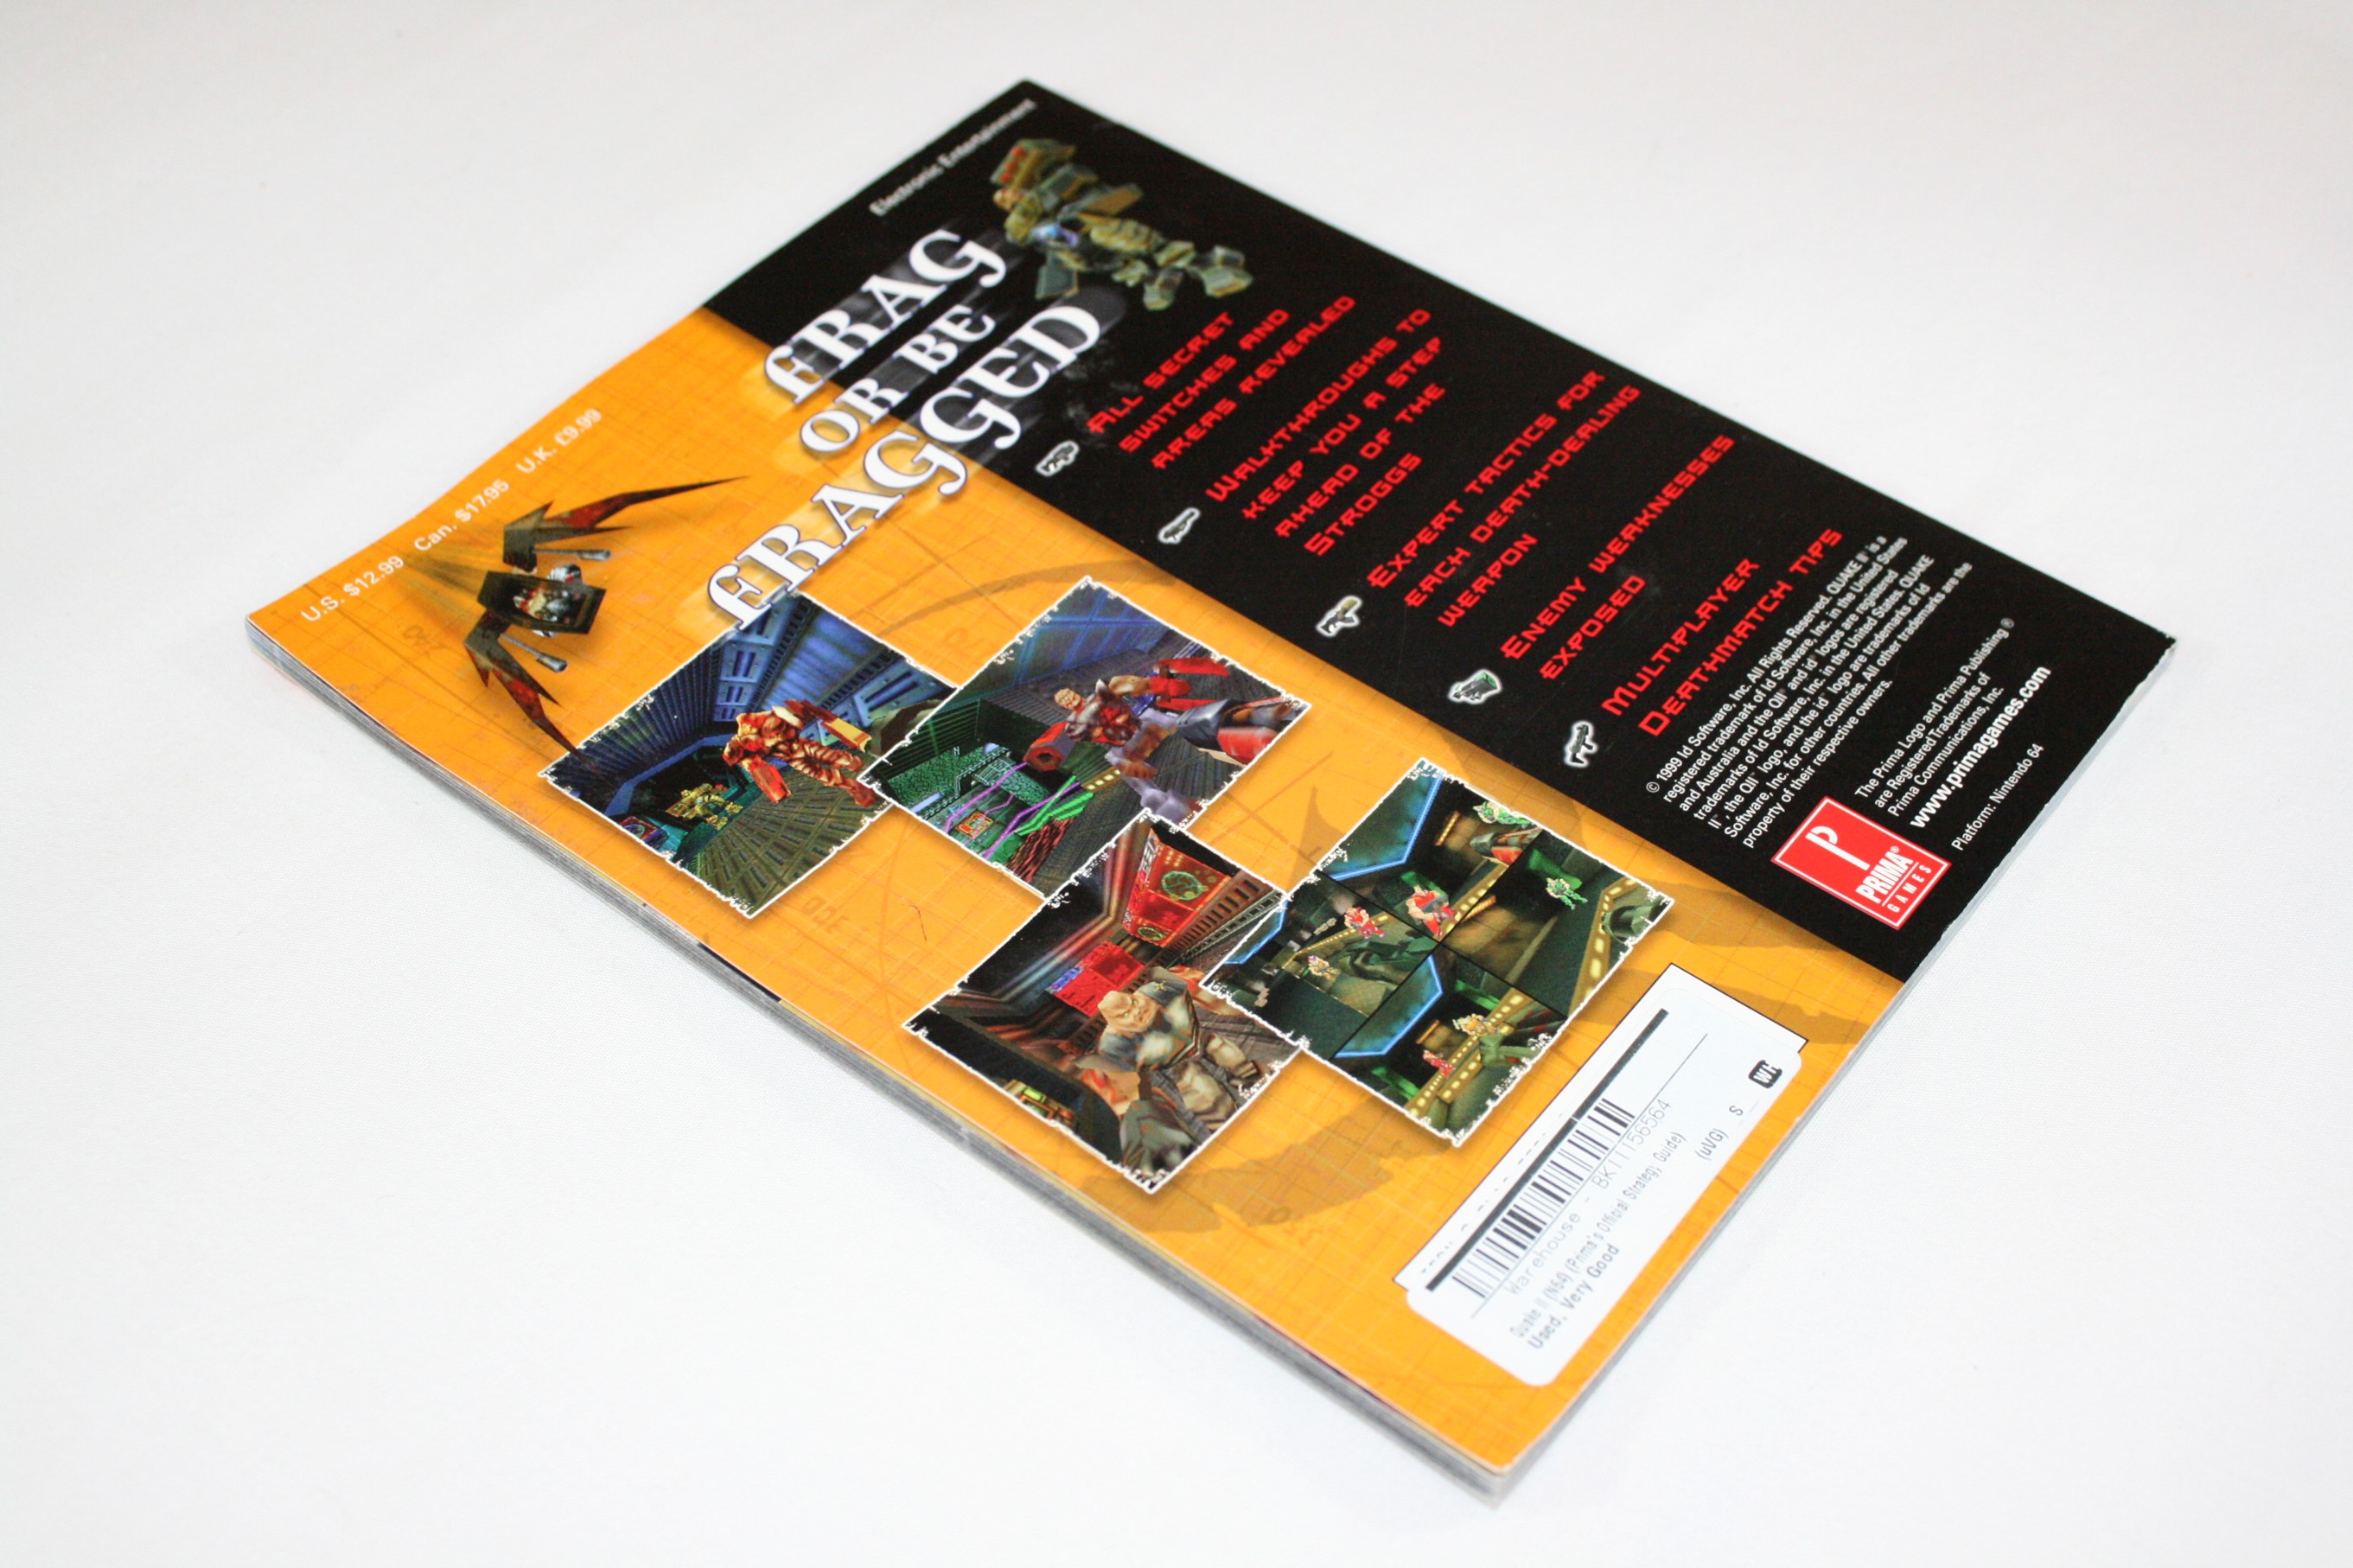 Electronic Entertainment
U.S. $12.99 Can. $17.95 U.K. £9.99
FRAG
OR BE
FRAGGED
ALL SECRET
SWITCHES AND
AREAS REVEALED
WALKTHROUGHS TO
KEEP YOU A STEP
AHEAD OF THE
STROGGS
EXPERT TACTICS FOR
EACH DEATH-DEALING
WEAPON
ENEMY WEAKNESSES
EXPOSED
MULTIPLAYER
DEATHMATCH TIPS
© 1999 Id Software, Inc. All Rights Reserved. QUAKE II™ is a
registered trademark of Id Software, Inc. in the United States
and Australia and the QII™ and id™ logos are registered
trademarks of Id Software, Inc. in the United States. QUAKE
II™, the QII™ logo, and the id™ logo are trademarks of Id
Software, Inc. for other countries. All other trademarks are the
property of their respective owners.
The Prima Logo and Prima Publishing ®
are Registered Trademarks of
Prima Communications, Inc.
www.primagames.com
Platform: Nintendo 64
PRIMA®
GAMES
Warehouse - BK11156564
Quake II (N64) (Prima's Official Strategy Guide)
Used, Very Good
(uVG) S